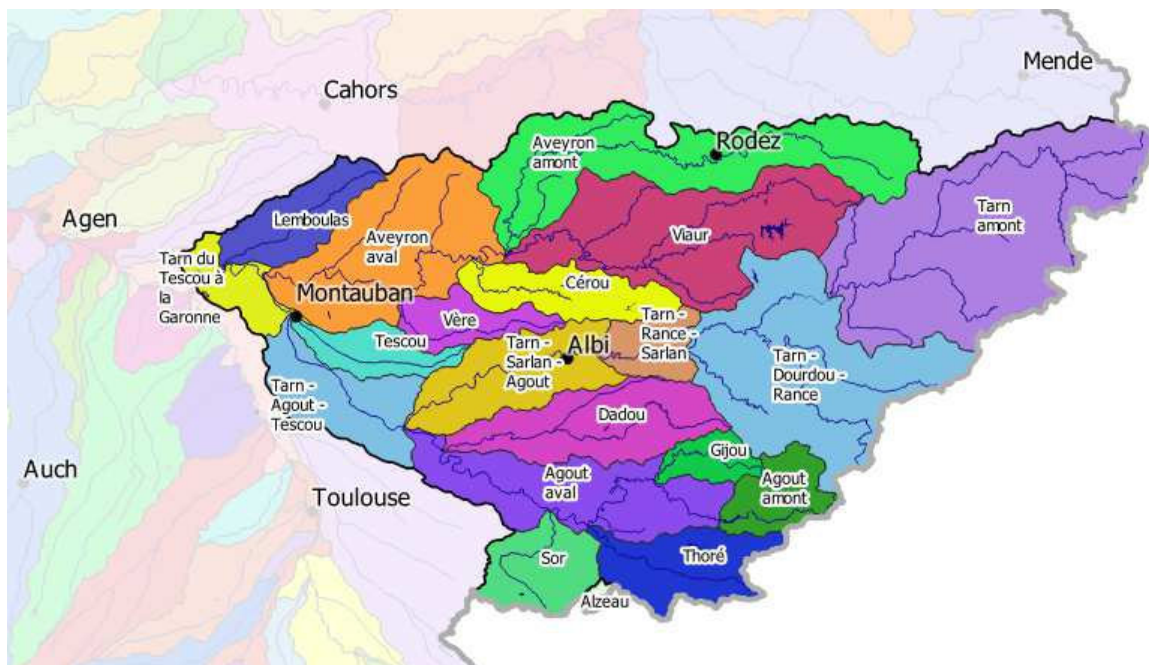 Mende
Cahors
Aveyron
amont
Rodez
Lemboulas
Tarn
amont
Agen
Aveyron
aval
Viaur
Tarn du
Tescou à
la
Garonne
Cérou
Montauban
Vère
Tarn -
Rance -
Sarlan
Tescou
Tarn -
Sarlan -
Agout
Albi
Tarn -
Dourdou -
Rance
Tarn -
Agout -
Tescou
Dadou
Gijou
Auch
Agout
aval
Agout
amont
Toulouse
Sor
Thoré
Alzeau